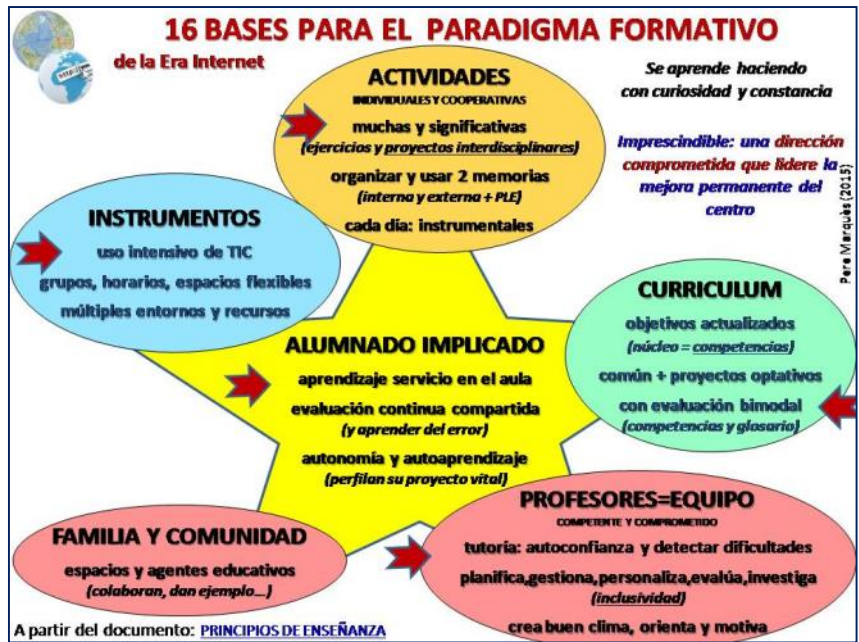 16 BASES PARA EL PARADIGMA FORMATIVO
de la Era Internet
http://
ACTIVIDADES
INDIVIDUALES Y COOPERATIVAS
muchas y significativas
(ejercicios y proyectos interdisciplinares)
organizar y usar 2 memorias
(interna y externa + PLE)
cada día: instrumentales
Se aprende haciendo
con curiosidad y constancia
Imprescindible: una dirección
comprometida que lidere la
mejora permanente del
centro
Pere Marquès (2015)
INSTRUMENTOS
uso intensivo de TIC
grupos, horarios, espacios flexibles
múltiples entornos y recursos
CURRICULUM
objetivos actualizados
(núcleo = competencias)
común + proyectos optativos
con evaluación bimodal
(competencias y glosario)
ALUMNADO IMPLICADO
aprendizaje servicio en el aula
evaluación continua compartida
(y aprender del error)
autonomía y autoaprendizaje
(perfilan su proyecto vital)
FAMILIA Y COMUNIDAD
espacios y agentes educativos
(colaboran, dan ejemplo...)
PROFESORES=EQUIPO
COMPETENTE Y COMPROMETIDO
tutoría: autoconfianza y detectar dificultades
planifica,gestiona,personaliza,evalúa,investiga
(inclusividad)
crea buen clima, orienta y motiva
A partir del documento: PRINCIPIOS DE ENSEÑANZA